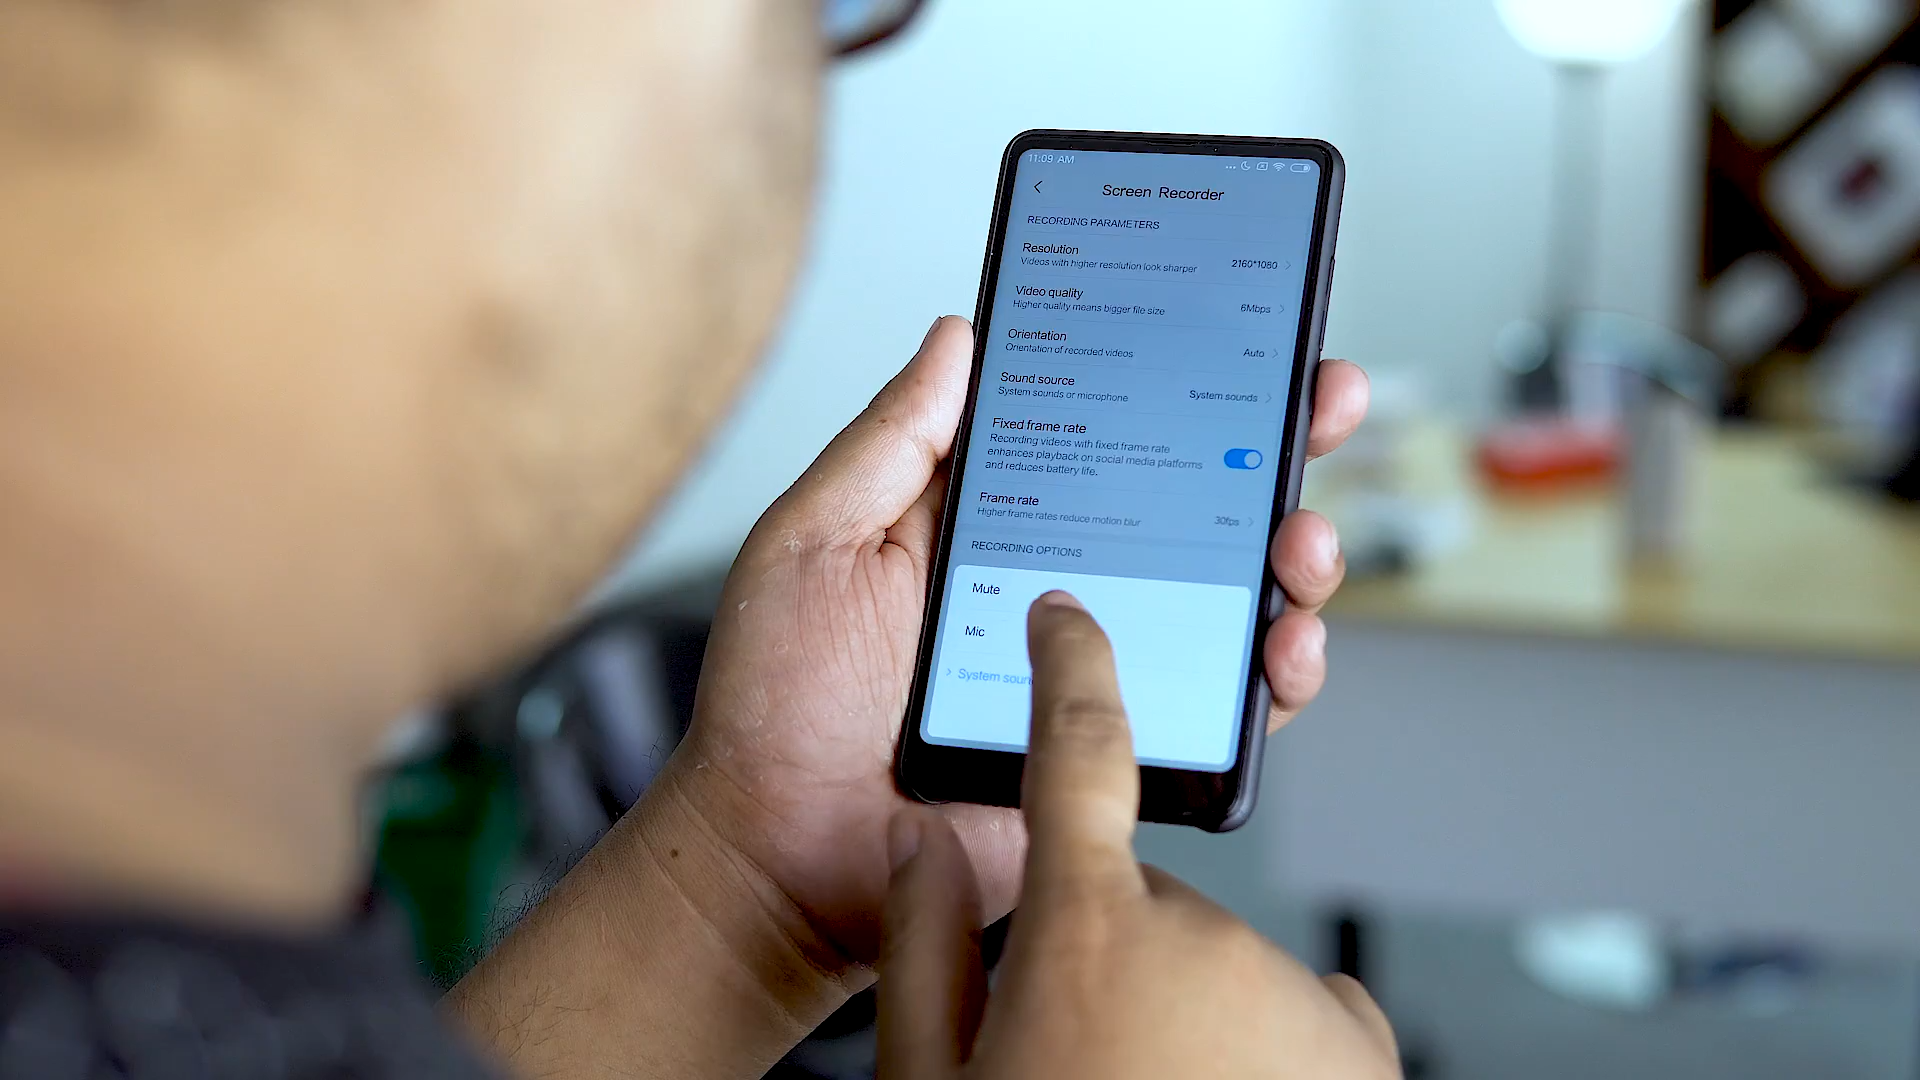 11:09 AM
Screen Recorder
RECORDING PARAMETERS
Resolution
Videos with higher resolution look sharper
2160*1080
Video quality
Higher quality means bigger file size
6Mbps
Orientation
Orientation of recorded videos
Auto
Sound source
System sounds or microphone
System sounds
Fixed frame rate
Recording videos with fixed frame rate
enhances playback on social media platforms
and reduces battery life.
Frame rate
Higher frame rates reduce motion blur
30fps
RECORDING OPTIONS
Mute
Mic
System